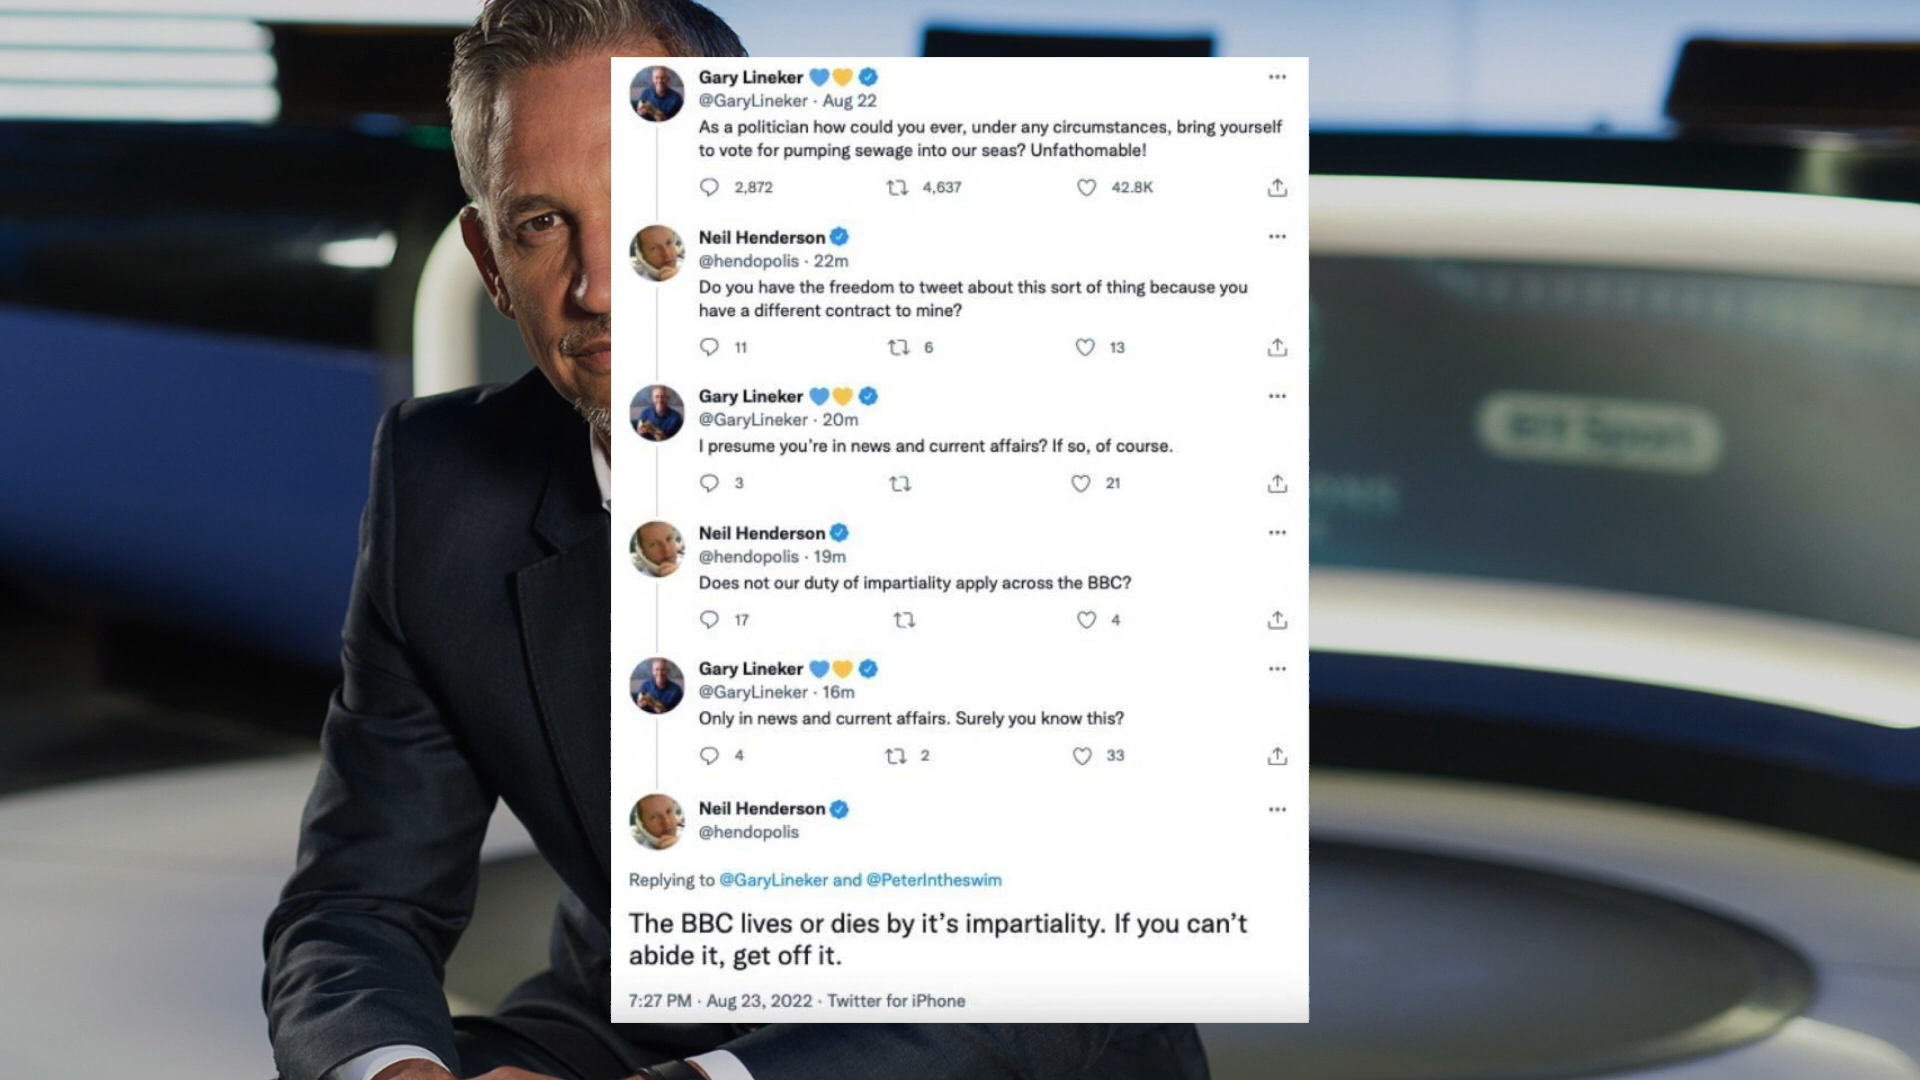 Gary Lineker 💙💛
@GaryLineker · Aug 22
As a politician how could you ever, under any circumstances, bring yourself
to vote for pumping sewage into our seas? Unfathomable!
2,872 4,637 42.8K
Neil Henderson
@hendopolis · 22m
Do you have the freedom to tweet about this sort of thing because you
have a different contract to mine?
11 6 13
Gary Lineker 💙💛
@GaryLineker · 20m
I presume you're in news and current affairs? If so, of course.
3 21
Neil Henderson
@hendopolis · 19m
Does not our duty of impartiality apply across the BBC?
17 4
Gary Lineker 💙💛
@GaryLineker · 16m
Only in news and current affairs. Surely you know this?
4 2 33
Neil Henderson
@hendopolis
Replying to @GaryLineker and @PeterIntheswim
The BBC lives or dies by it's impartiality. If you can't
abide it, get off it.
7:27 PM · Aug 23, 2022 · Twitter for iPhone
BT Sport